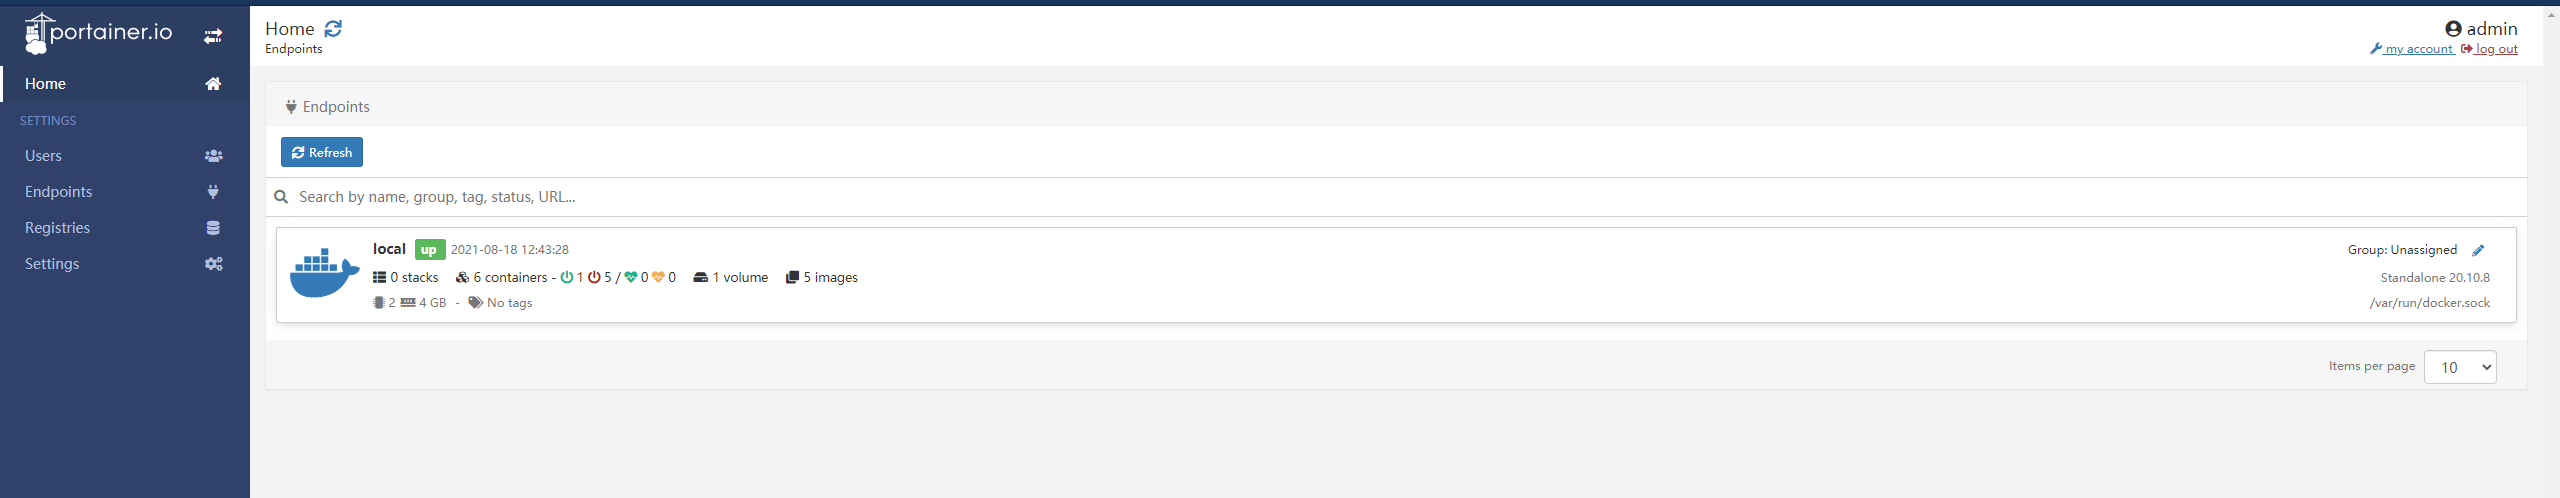 portainer.io
Home
SETTINGS
Users
Endpoints
Registries
Settings
Home
Endpoints
admin
my account log out
Endpoints
Refresh
Search by name, group, tag, status, URL...
local up 2021-08-18 12:43:28
Group: Unassigned
0 stacks 6 containers - 1 5 / 0 0 1 volume 5 images
Standalone 20.10.8
2 4 GB - No tags
/var/run/docker.sock
Items per page 10